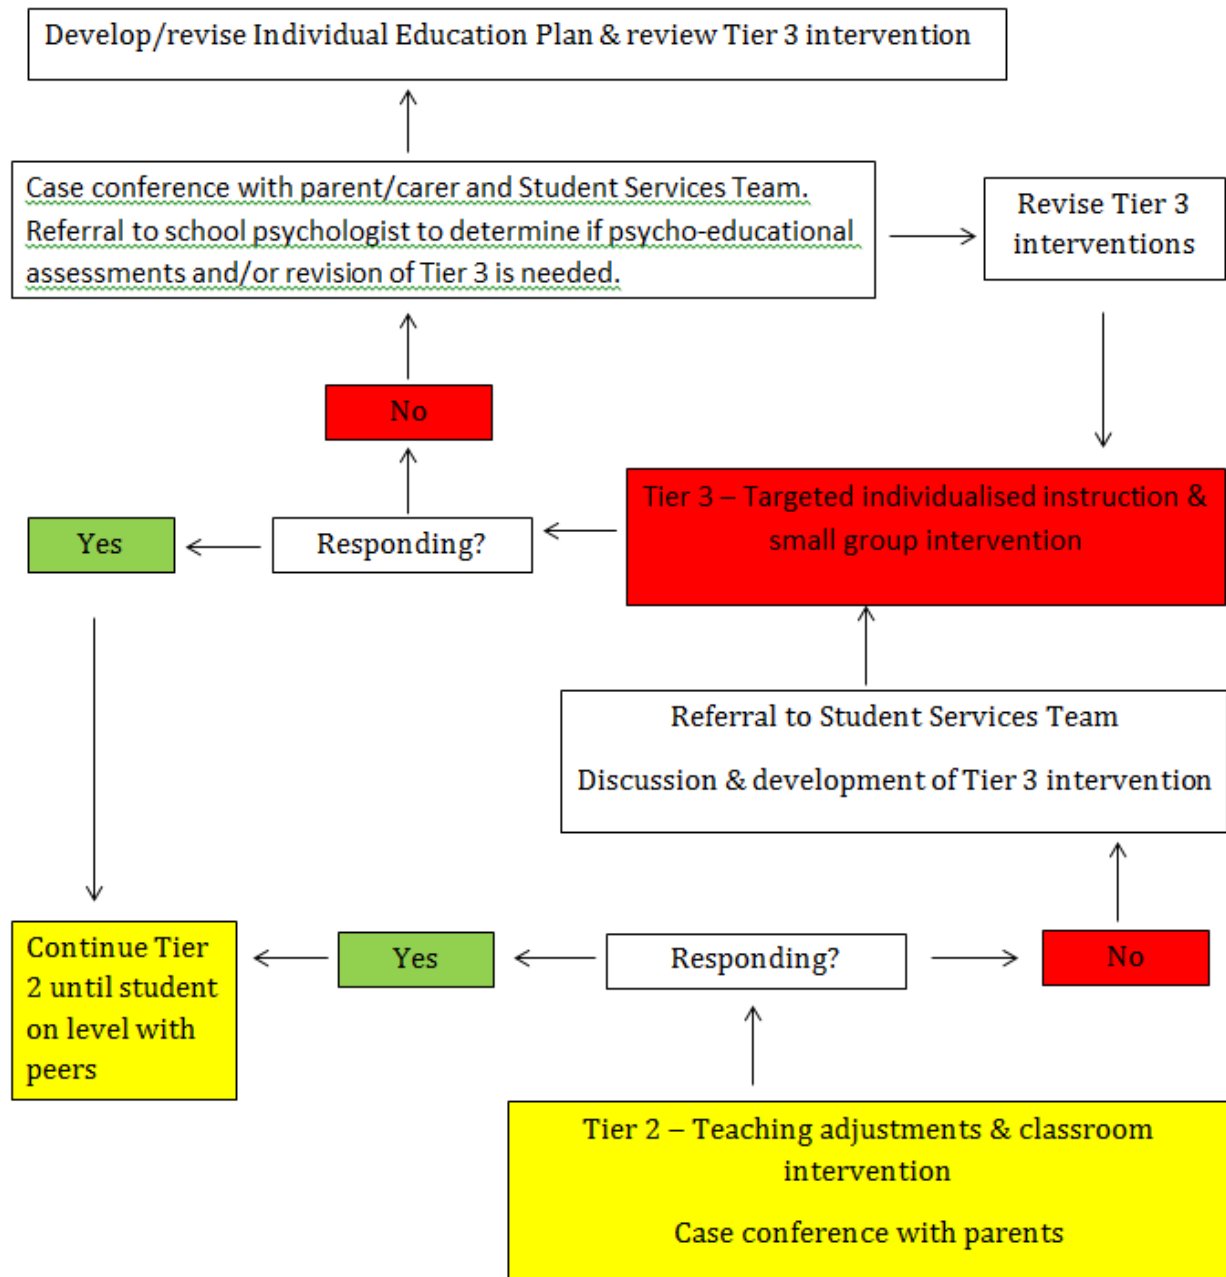 Develop/revise Individual Education Plan & review Tier 3 intervention
Case conference with parent/carer and Student Services Team.
Referral to school psychologist to determine if psycho-educational
assessments and/or revision of Tier 3 is needed.
Revise Tier 3
interventions
No
Tier 3 – Targeted individualised instruction &
small group intervention
Responding?
Yes
Referral to Student Services Team
Discussion & development of Tier 3 intervention
Continue Tier
2 until student
on level with
peers
Yes
Responding?
No
Tier 2 – Teaching adjustments & classroom
intervention
Case conference with parents